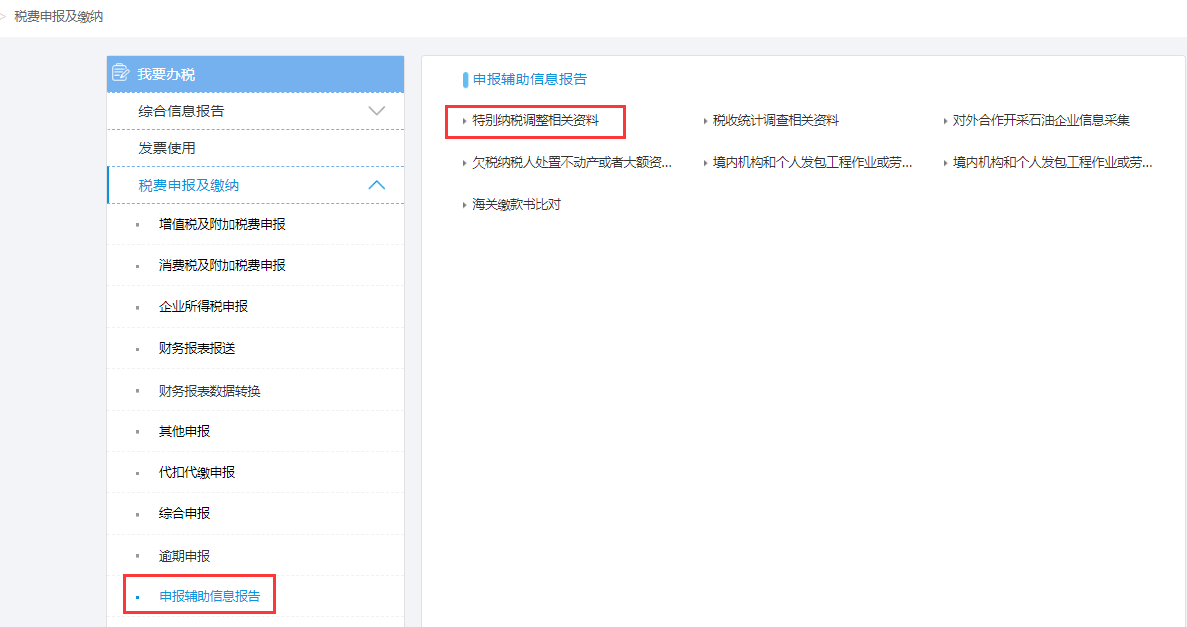 税费申报及缴纳
我要办税
综合信息报告
发票使用
税费申报及缴纳
增值税及附加税费申报
消费税及附加税费申报
企业所得税申报
财务报表报送
财务报表数据转换
其他申报
代扣代缴申报
综合申报
逾期申报
申报辅助信息报告
申报辅助信息报告
特别纳税调整相关资料 税收统计调查相关资料 对外合作开采石油企业信息采集
欠税纳税人处置不动产或者大额资... 境内机构和个人发包工程作业或劳... 境内机构和个人发包工程作业或劳...
海关缴款书比对